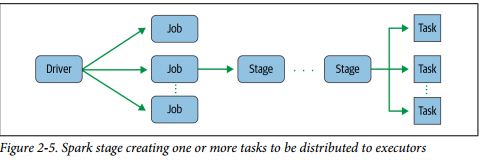 Job
Task
Driver
Job
Stage
Stage
Task
Job
Task
Figure 2-5. Spark stage creating one or more tasks to be distributed to executors